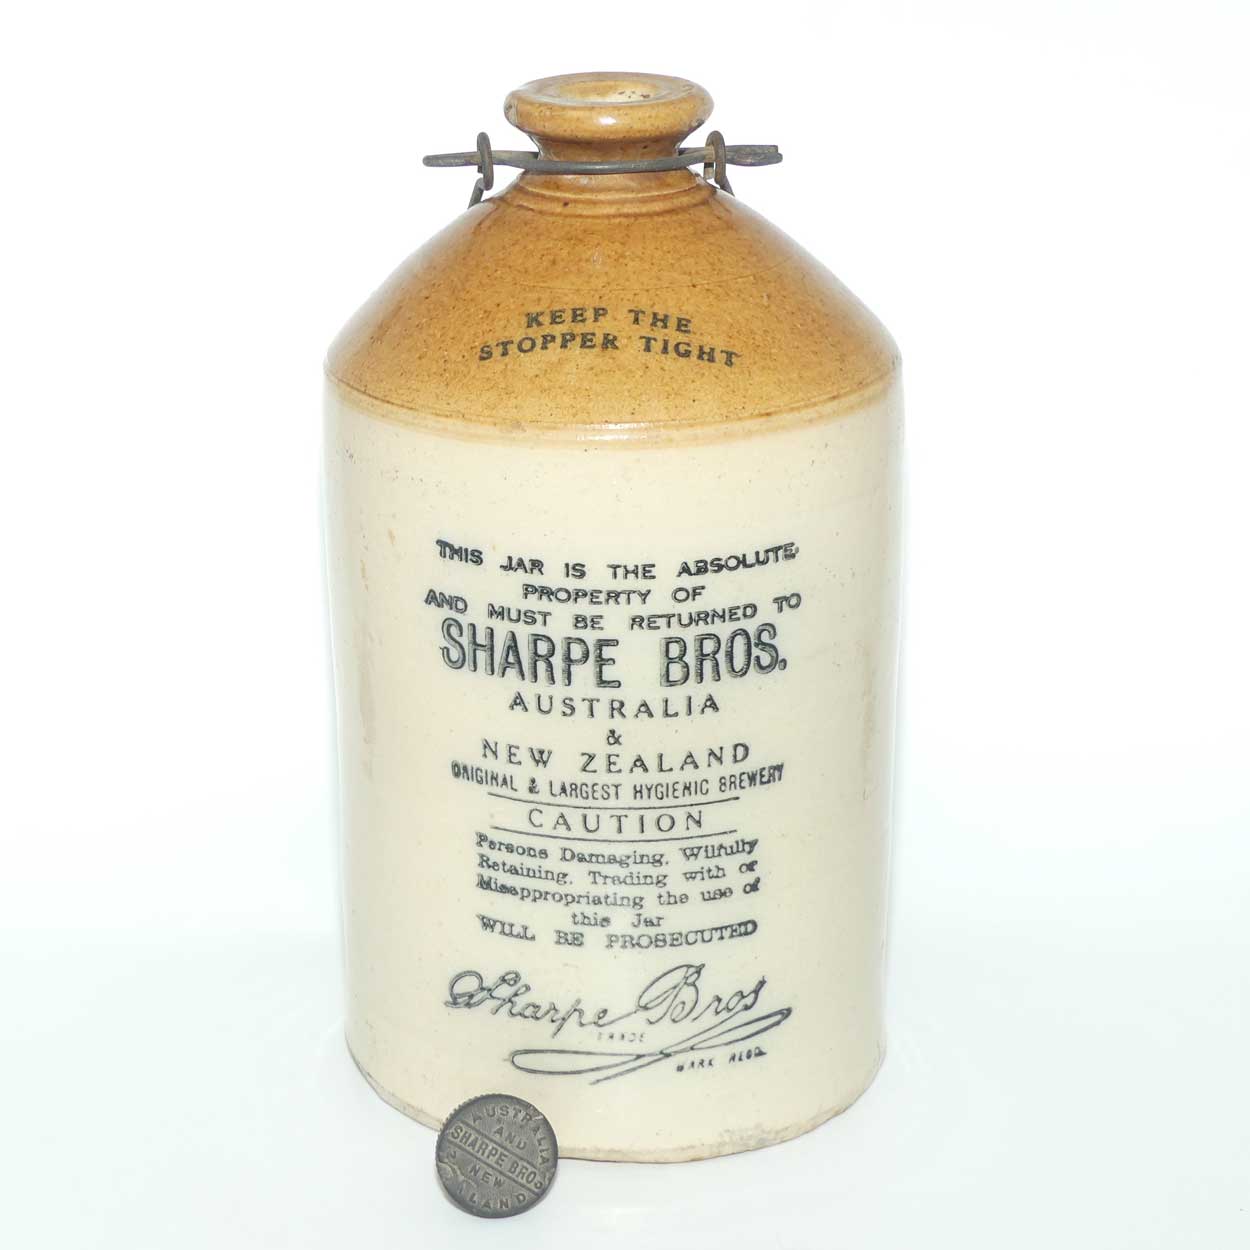 KEEP THE
STOPPER TIGHT
THIS JAR IS THE ABSOLUTE
PROPERTY OF
AND MUST BE RETURNED TO
SHARPE BROS.
AUSTRALIA
&
NEW ZEALAND
ORIGINAL & LARGEST HYGIENIC BREWERY
CAUTION
Persons Damaging, Wilfully
Retaining, Trading with or
Misappropriating the use of
this Jar
WILL BE PROSECUTED
Sharpe Bros
TRADE
MARK REGD.
AUSTRALIA
AND
SHARPE BROS
NEW